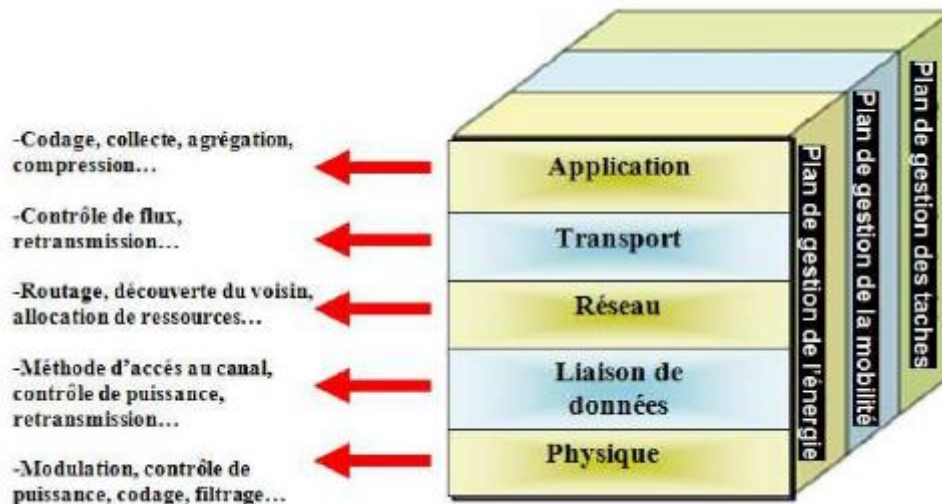 -Codage, collecte, agrégation,
compression…
-Contrôle de flux,
retransmission…
-Routage, découverte du voisin,
allocation de ressources…
-Méthode d'accés au canal,
contrôle de puissance,
retransmission…
-Modulation, contrôle de
puissance, codage, filtrage…
Application
Transport
Réseau
Liaison de
données
Physique
Plan de gestion de l'énergie
Plan de gestion de la mobilité
Plan de gestion des taches